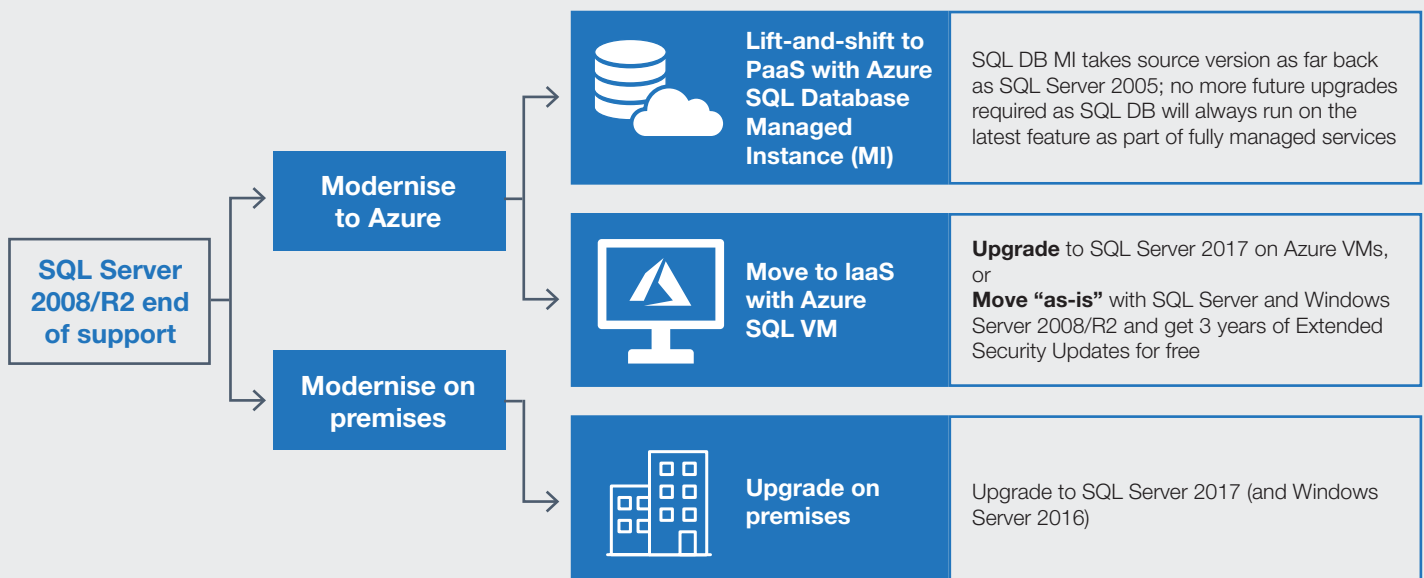 SQL Server
2008/R2 end
of support
Modernise
to Azure
Modernise on
premises
Lift-and-shift to
PaaS with Azure
SQL Database
Managed
Instance (MI)
SQL DB MI takes source version as far back
as SQL Server 2005; no more future upgrades
required as SQL DB will always run on the
latest feature as part of fully managed services
Move to IaaS
with Azure
SQL VM
Upgrade to SQL Server 2017 on Azure VMs,
or
Move “as-is” with SQL Server and Windows
Server 2008/R2 and get 3 years of Extended
Security Updates for free
Upgrade on
premises
Upgrade to SQL Server 2017 (and Windows
Server 2016)